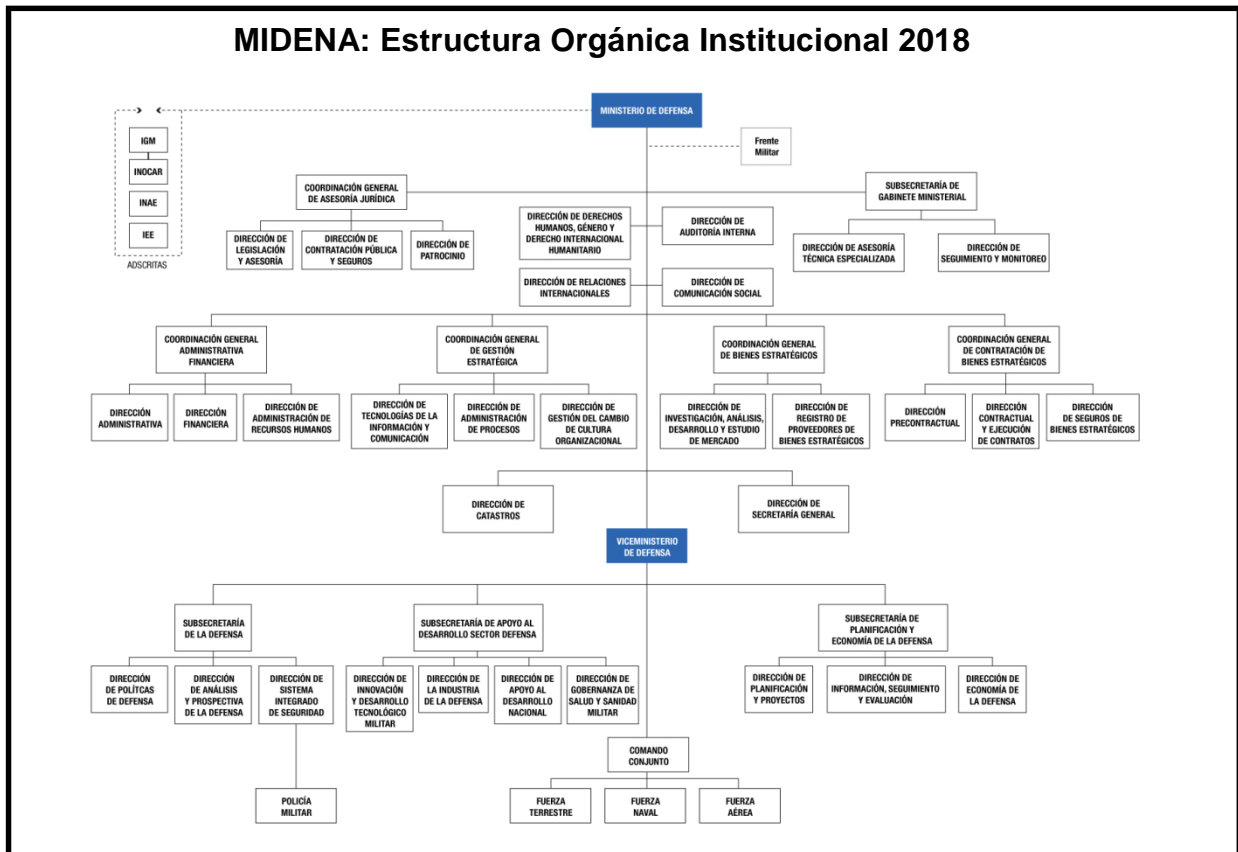 MIDENA: Estructura Orgánica Institucional 2018
MINISTERIO DE DEFENSA
IGM
INOCAR
INAE
IEE
ADSCRITAS
Frente
Militar
COORDINACIÓN GENERAL
DE ASESORÍA JURÍDICA
SUBSECRETARÍA DE
GABINETE MINISTERIAL
DIRECCIÓN DE
LEGISLACIÓN
Y ASESORÍA
DIRECCIÓN DE
CONTRATACIÓN PÚBLICA
Y SEGUROS
DIRECCIÓN DE
PATROCINIO
DIRECCIÓN DE DERECHOS
HUMANOS, GÉNERO Y
DERECHO INTERNACIONAL
HUMANITARIO
DIRECCIÓN DE
AUDITORÍA INTERNA
DIRECCIÓN DE ASESORÍA
TÉCNICA ESPECIALIZADA
DIRECCIÓN DE
SEGUIMIENTO Y MONITOREO
DIRECCIÓN DE RELACIONES
INTERNACIONALES
DIRECCIÓN DE
COMUNICACIÓN SOCIAL
COORDINACIÓN GENERAL
ADMINISTRATIVA
FINANCIERA
COORDINACIÓN GENERAL
DE GESTIÓN
ESTRATÉGICA
COORDINACIÓN GENERAL
DE BIENES ESTRATÉGICOS
COORDINACIÓN GENERAL
DE CONTRATACIÓN DE
BIENES ESTRATÉGICOS
DIRECCIÓN
ADMINISTRATIVA
DIRECCIÓN
FINANCIERA
DIRECCIÓN DE
ADMINISTRACIÓN DE
RECURSOS HUMANOS
DIRECCIÓN DE
TECNOLOGÍAS DE LA
INFORMACIÓN Y
COMUNICACIÓN
DIRECCIÓN DE
ADMINISTRACIÓN
DE PROCESOS
DIRECCIÓN DE
GESTIÓN DEL CAMBIO
DE CULTURA
ORGANIZACIONAL
DIRECCIÓN DE
INVESTIGACIÓN, ANÁLISIS,
DESARROLLO Y ESTUDIO
DE MERCADO
DIRECCIÓN DE
REGISTRO DE
PROVEEDORES DE
BIENES ESTRATÉGICOS
DIRECCIÓN
PRECONTRACTUAL
DIRECCIÓN
CONTRACTUAL
Y EJECUCIÓN
DE CONTRATOS
DIRECCIÓN
DE SEGUROS DE
BIENES ESTRATÉGICOS
DIRECCIÓN DE
CATASTROS
DIRECCIÓN DE
SECRETARÍA GENERAL
VICEMINISTERIO
DE DEFENSA
SUBSECRETARÍA
DE LA DEFENSA
SUBSECRETARÍA DE APOYO AL
DESARROLLO SECTOR DEFENSA
SUBSECRETARÍA DE
PLANIFICACIÓN Y
ECONOMÍA DE LA DEFENSA
DIRECCIÓN
DE POLÍTCAS
DE DEFENSA
DIRECCIÓN
DE ANÁLISIS
Y PROSPECTIVA
DE LA DEFENSA
DIRECCIÓN DE
SISTEMA
INTEGRADO
DE SEGURIDAD
DIRECCIÓN DE
INNOVACIÓN
Y DESARROLLO
TECNOLÓGICO
MILITAR
DIRECCIÓN DE
LA INDUSTRIA
DE LA DEFENSA
DIRECCIÓN DE
APOYO AL
DESARROLLO
NACIONAL
DIRECCIÓN DE
GOBERNANZA DE
SALUD Y SANIDAD
MILITAR
DIRECCIÓN DE
PLANIFICACIÓN
Y PROYECTOS
DIRECCIÓN DE
INFORMACIÓN, SEGUIMIENTO
Y EVALUACIÓN
DIRECCIÓN DE
ECONOMÍA DE
LA DEFENSA
COMANDO
CONJUNTO
POLICÍA
MILITAR
FUERZA
TERRESTRE
FUERZA
NAVAL
FUERZA
AÉREA